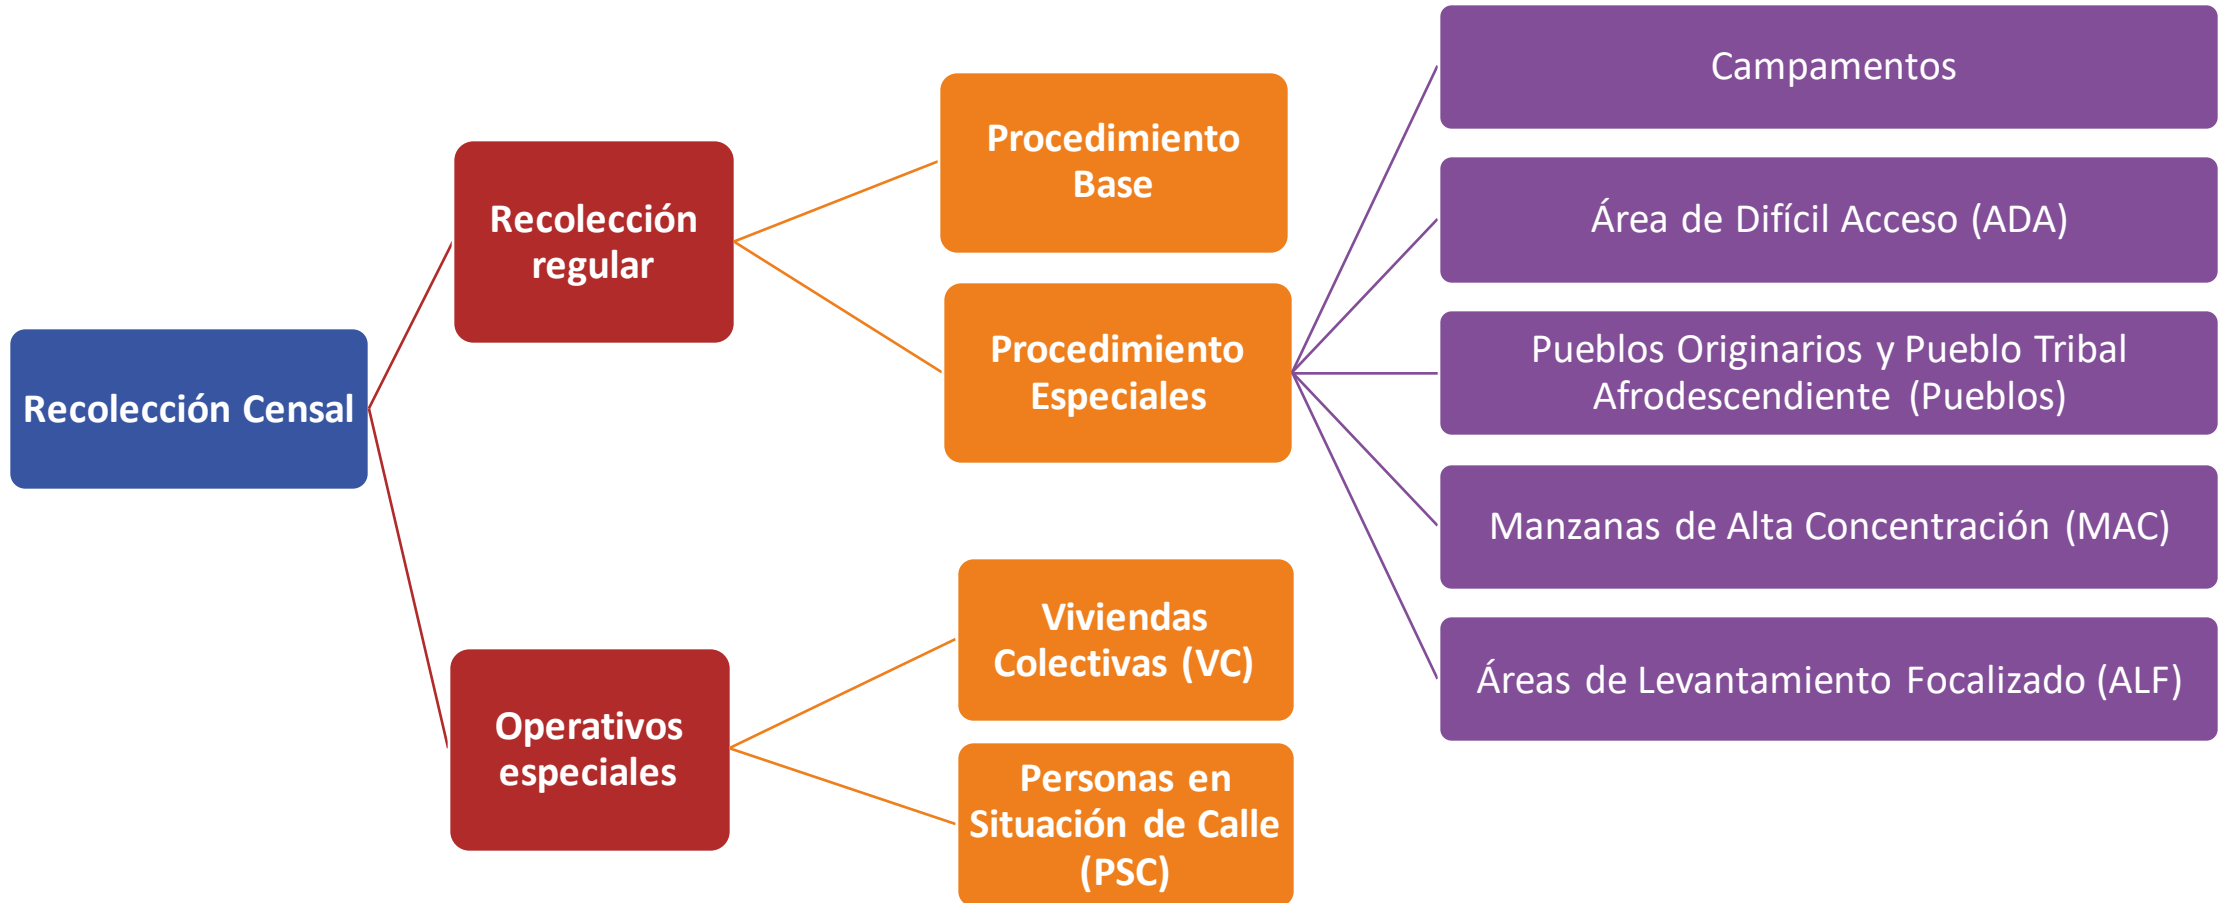 Recolección Censal
Recolección
regular
Operativos
especiales
Procedimiento
Base
Procedimiento
Especiales
Viviendas
Colectivas (VC)
Personas en
Situación de Calle
(PSC)
Campamentos
Área de Difícil Acceso (ADA)
Pueblos Originarios y Pueblo Tribal
Afrodescendiente (Pueblos)
Manzanas de Alta Concentración (MAC)
Áreas de Levantamiento Focalizado (ALF)